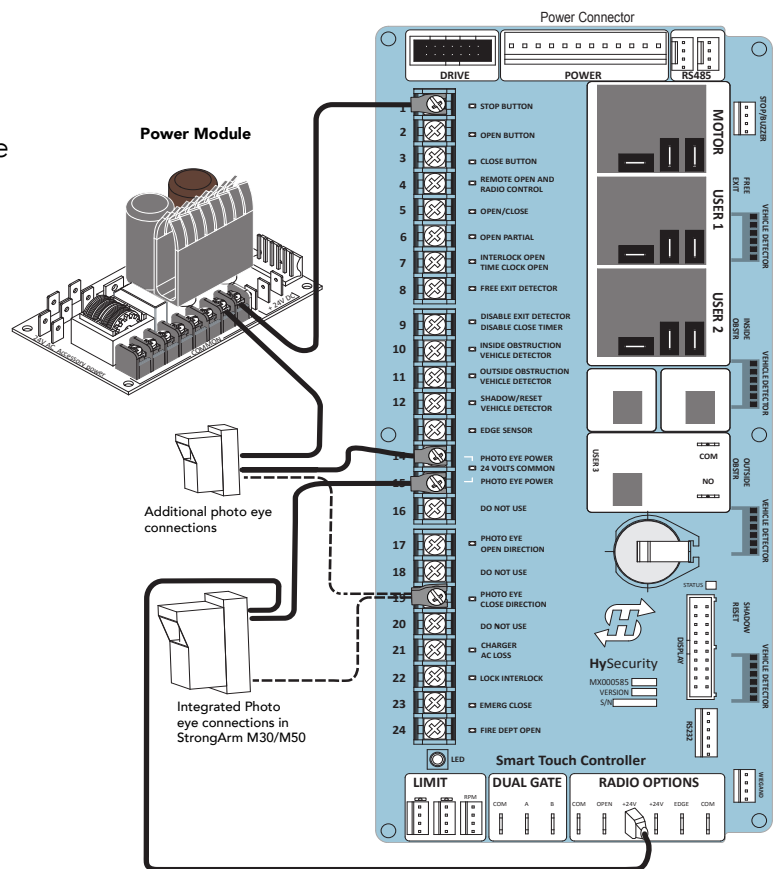 Power Connector
DRIVE
POWER
RS485
e
Power Module
24V AC Accessory power
COMMON
+ 24V DC
1 STOP BUTTON
2 OPEN BUTTON
3 CLOSE BUTTON
4 REMOTE OPEN AND
RADIO CONTROL
5 OPEN/CLOSE
6 OPEN PARTIAL
7 INTERLOCK OPEN
TIME CLOCK OPEN
8 FREE EXIT DETECTOR
9 DISABLE EXIT DETECTOR
DISABLE CLOSE TIMER
10 INSIDE OBSTRUCTION
VEHICLE DETECTOR
11 OUTSIDE OBSTRUCTION
VEHICLE DETECTOR
12 SHADOW/RESET
VEHICLE DETECTOR
EDGE SENSOR
14 PHOTO EYE POWER
24 VOLTS COMMON
15 PHOTO EYE POWER
16 DO NOT USE
17 PHOTO EYE
OPEN DIRECTION
18 DO NOT USE
19 PHOTO EYE
CLOSE DIRECTION
20 DO NOT USE
21 CHARGER
AC LOSS
22 LOCK INTERLOCK
23 EMERG CLOSE
24 FIRE DEPT OPEN
MOTOR
USER 1
USER 2
USER 3
COM
NO
STOP/BUZZER
FREE
EXIT
VEHICLE DETECTOR
INSIDE
OBSTR
VEHICLE DETECTOR
OUTSIDE
OBSTR
VEHICLE DETECTOR
SHADOW
RESET
VEHICLE DETECTOR
STATUS
DISPLAY
RS232
WEGAND
H
HySecurity
MX000585
VERSION
S/N
Additional photo eye
connections
Integrated Photo
eye connections in
StrongArm M30/M50
LED
Smart Touch Controller
LIMIT
RPM
DUAL GATE
COM A B
RADIO OPTIONS
COM OPEN +24V +24V EDGE COM